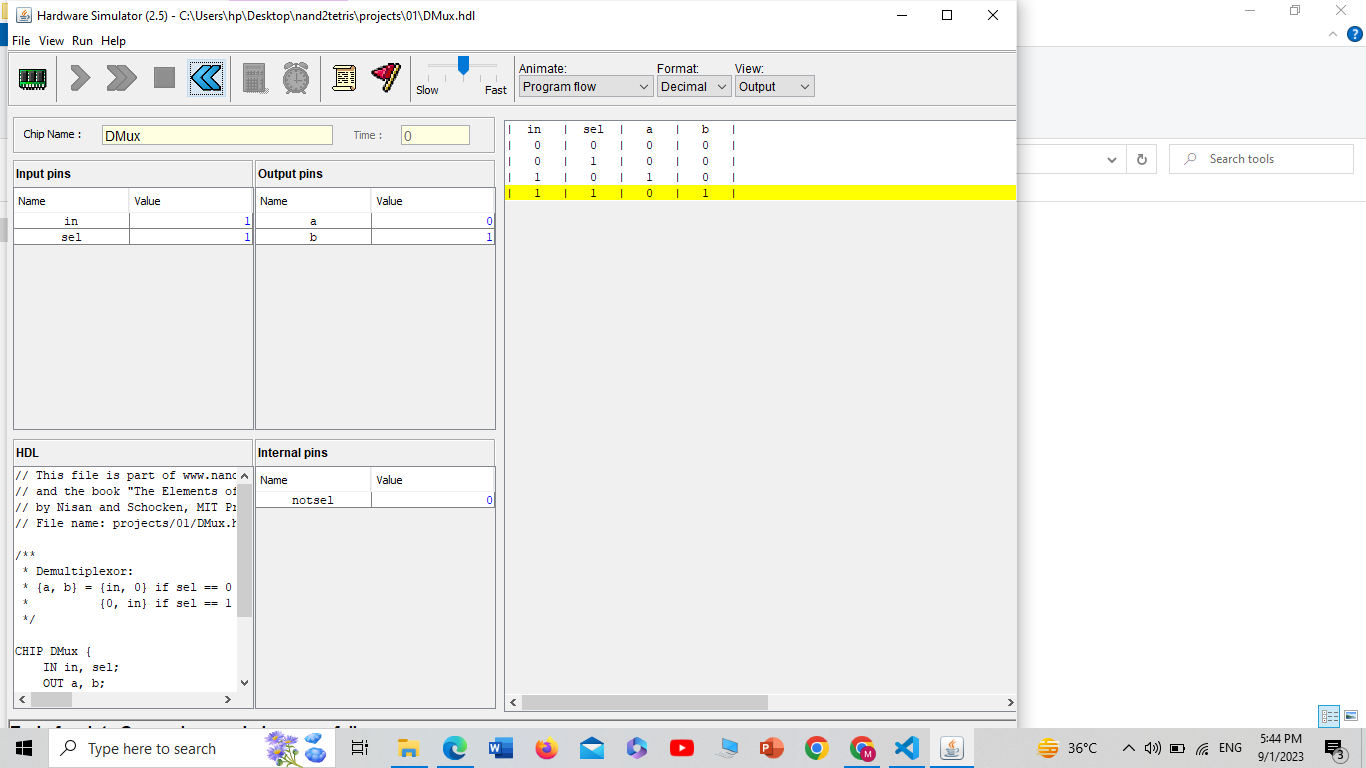 Hardware Simulator (2.5) - C:\Users\hp\Desktop\nand2tetris\projects\01\DMux.hdl
File View Run Help
Slow Fast
Animate: Format: View:
Program flow Decimal Output
Chip Name : DMux Time : 0
Input pins
Name Value
in 1
sel 1
Output pins
Name Value
a 0
b 1
| in | sel | a | b |
| 0 | 0 | 0 | 0 |
| 0 | 1 | 0 | 0 |
| 1 | 0 | 1 | 0 |
| 1 | 1 | 0 | 1 |
HDL
// This file is part of www.nand
// and the book "The Elements of
// by Nisan and Schocken, MIT Pr
// File name: projects/01/DMux.h
/**
* Demultiplexor:
* {a, b} = {in, 0} if sel == 0
* {0, in} if sel == 1
*/
CHIP DMux {
IN in, sel;
OUT a, b;
Internal pins
Name Value
notsel 0
Search tools
Type here to search
36°C
ENG
5:44 PM
9/1/2023
3